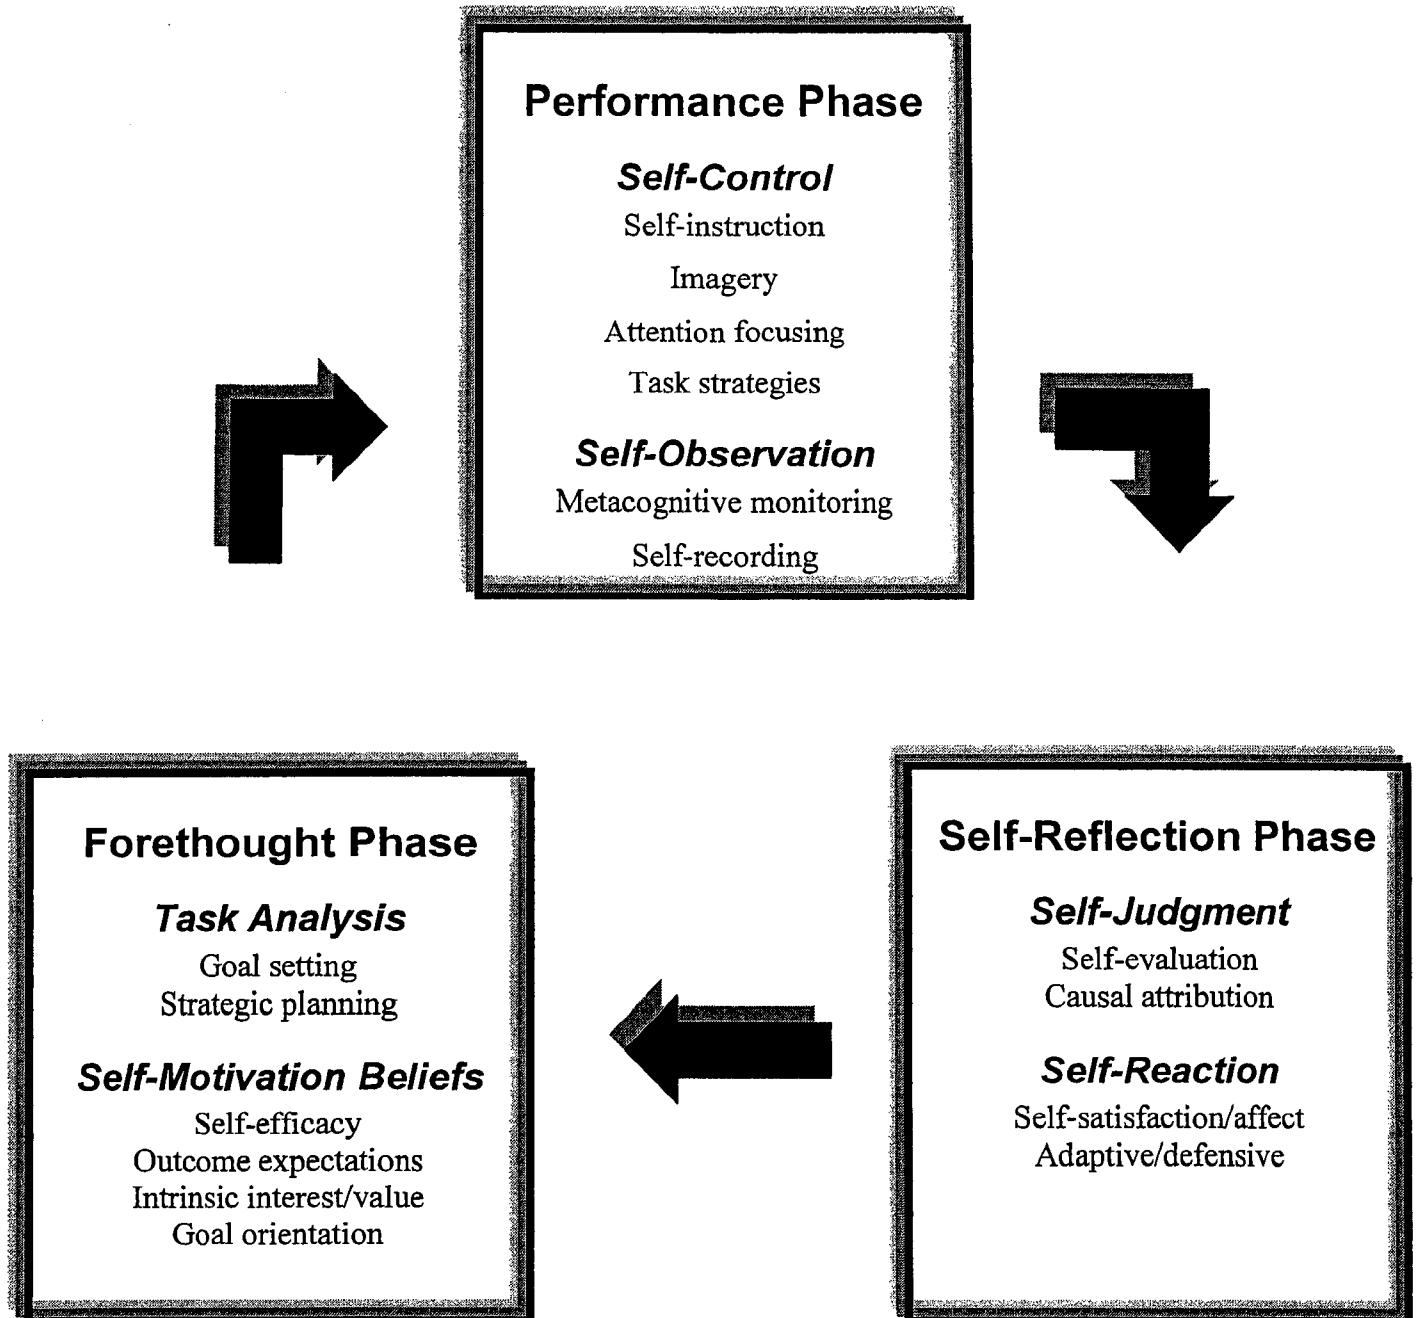 Performance Phase
Self-Control
Self-instruction
Imagery
Attention focusing
Task strategies
Self-Observation
Metacognitive monitoring
Self-recording
Forethought Phase
Task Analysis
Goal setting
Strategic planning
Self-Motivation Beliefs
Self-efficacy
Outcome expectations
Intrinsic interest/value
Goal orientation
Self-Reflection Phase
Self-Judgment
Self-evaluation
Causal attribution
Self-Reaction
Self-satisfaction/affect
Adaptive/defensive